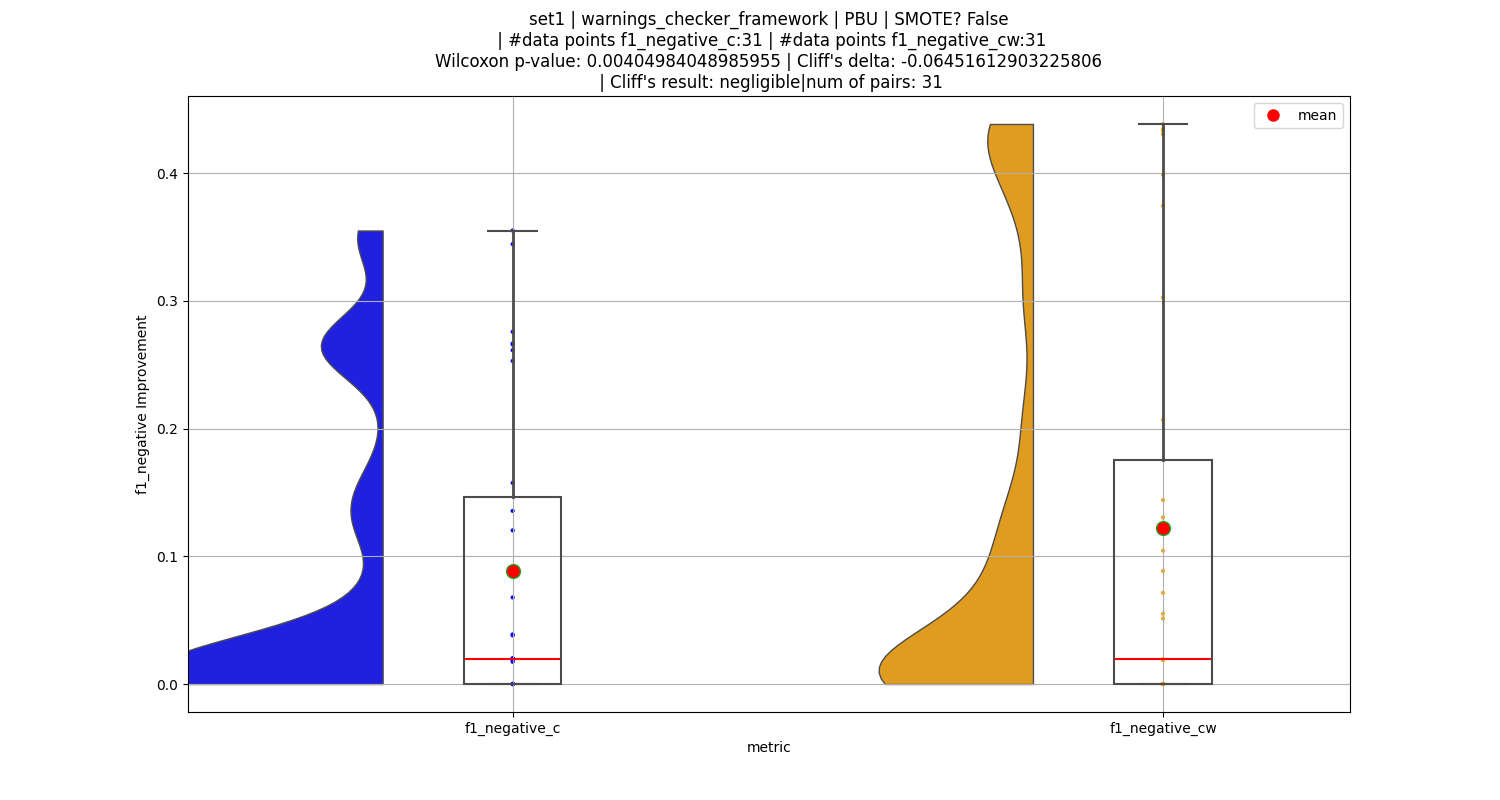 set1 | warnings_checker_framework | PBU | SMOTE? False
| #data points f1_negative_c:31 | #data points f1_negative_cw:31
Wilcoxon p-value: 0.00404984048985955 | Cliff's delta: -0.06451612903225806
| Cliff's result: negligible|num of pairs: 31
mean
0.4
0.3
0.2
0.1
0.0
f1_negative Improvement
f1_negative_c
f1_negative_cw
metric